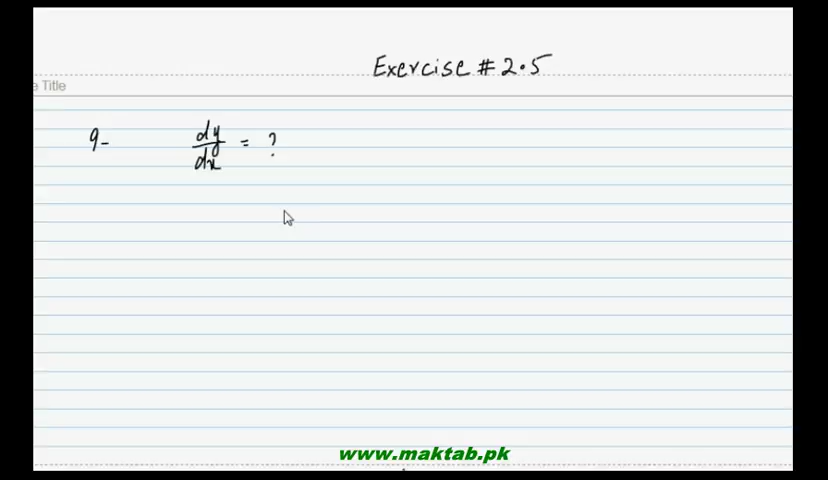 Exercise # 2.5
e Title
9- dy/dx = ?
www.maktab.pk